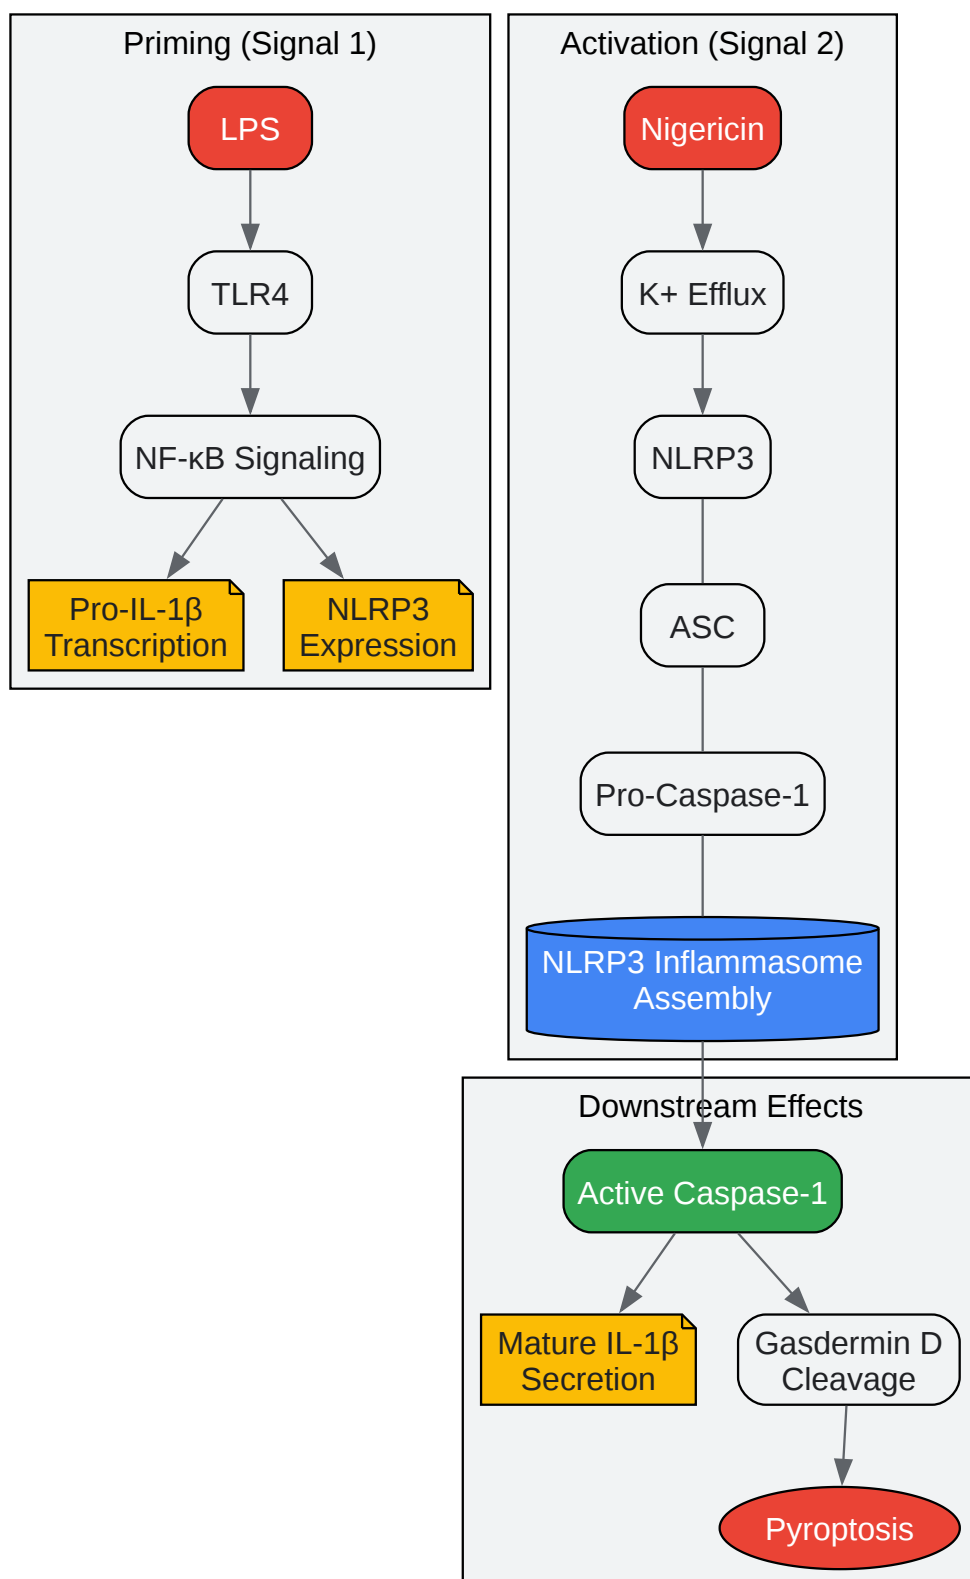 Priming (Signal 1)
LPS
TLR4
NF-κB Signaling
Pro-IL-1β
Transcription
NLRP3
Expression
Activation (Signal 2)
Nigericin
K+ Efflux
NLRP3
ASC
Pro-Caspase-1
NLRP3 Inflammasome
Assembly
Downstream Effects
Active Caspase-1
Mature IL-1β
Secretion
Gasdermin D
Cleavage
Pyroptosis